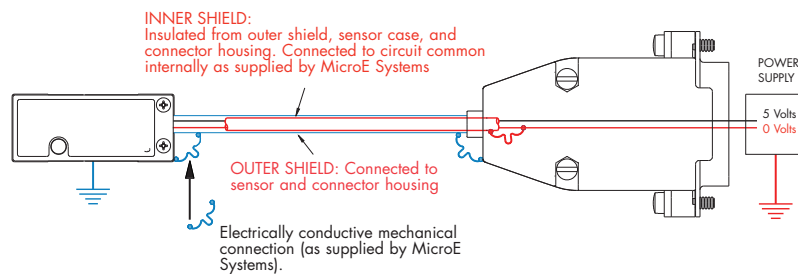 INNER SHIELD:
Insulated from outer shield, sensor case, and
connector housing. Connected to circuit common
internally as supplied by MicroE Systems
POWER
SUPPLY
5 Volts
0 Volts
OUTER SHIELD: Connected to
sensor and connector housing
Electrically conductive mechanical
connection (as supplied by MicroE
Systems).